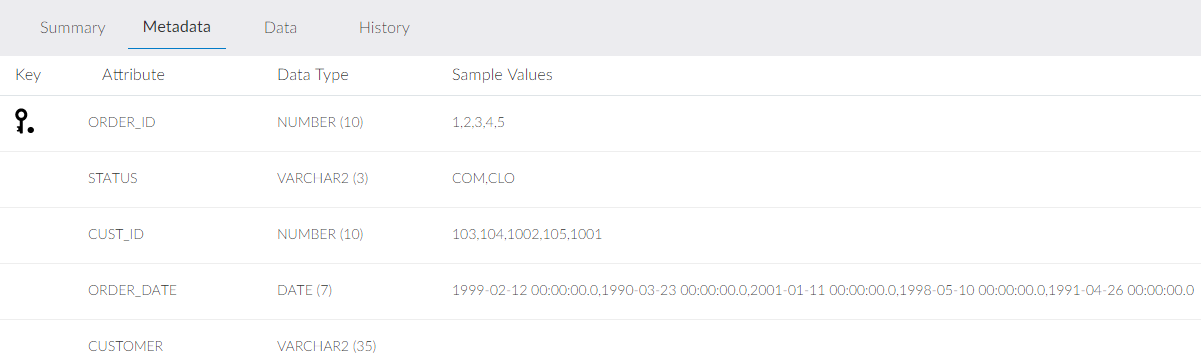 Summary Metadata Data History
Key Attribute Data Type Sample Values
ORDER_ID NUMBER (10) 1,2,3,4,5
STATUS VARCHAR2 (3) COM,CLO
CUST_ID NUMBER (10) 103,104,1002,105,1001
ORDER_DATE DATE (7) 1999-02-12 00:00:00.0,1990-03-23 00:00:00.0,2001-01-11 00:00:00.0,1998-05-10 00:00:00.0,1991-04-26 00:00:00.0
CUSTOMER VARCHAR2 (35)